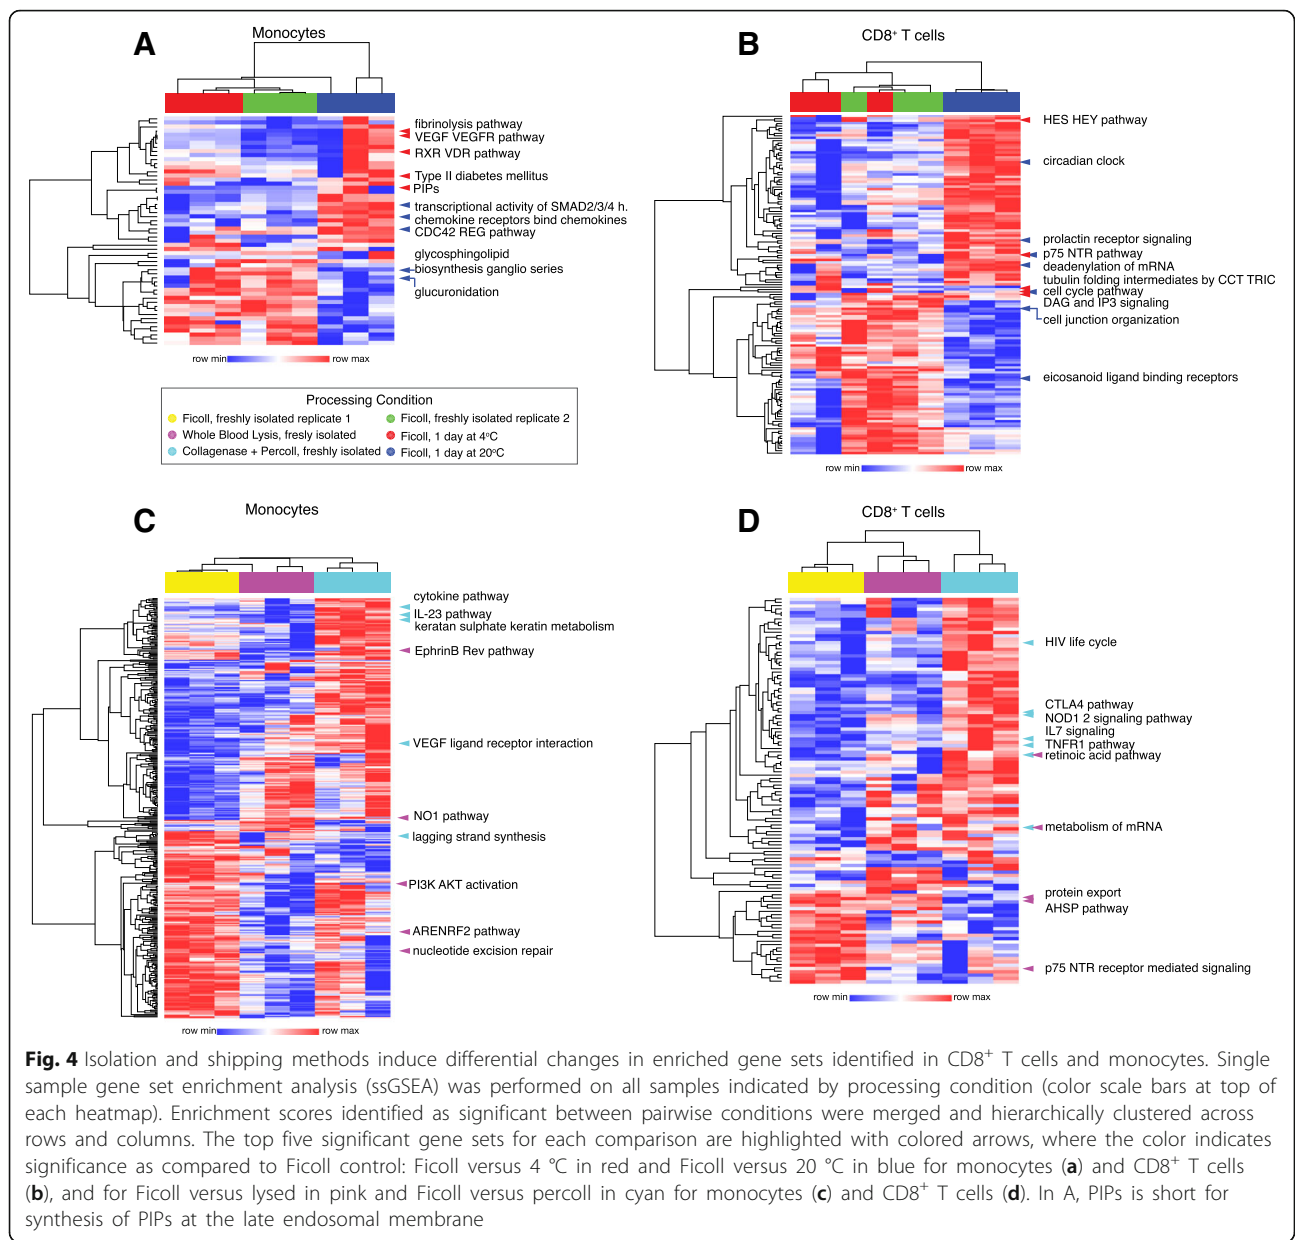 A
Monocytes
fibrinolysis pathway
VEGF VEGFR pathway
RXR VDR pathway
Type II diabetes mellitus
PIPs
transcriptional activity of SMAD2/3/4 h.
chemokine receptors bind chemokines
CDC42 REG pathway
glycosphingolipid
biosynthesis ganglio series
glucuronidation
row min row max
B
CD8+ T cells
HES HEY pathway
circadian clock
prolactin receptor signaling
p75 NTR pathway
deadenylation of mRNA
tubulin folding intermediates by CCT TRIC
cell cycle pathway
DAG and IP3 signaling
cell junction organization
eicosanoid ligand binding receptors
row min row max
Processing Condition
Ficoll, freshly isolated replicate 1
Ficoll, freshly isolated replicate 2
Whole Blood Lysis, fresly isolated
Ficoll, 1 day at 4°C
Collagenase + Percoll, freshly isolated
Ficoll, 1 day at 20°C
C
Monocytes
cytokine pathway
IL-23 pathway
keratan sulphate keratin metabolism
EphrinB Rev pathway
VEGF ligand receptor interaction
NO1 pathway
lagging strand synthesis
PI3K AKT activation
ARENRF2 pathway
nucleotide excision repair
row min row max
D
CD8+ T cells
HIV life cycle
CTLA4 pathway
NOD1 2 signaling pathway
IL7 signaling
TNFR1 pathway
retinoic acid pathway
metabolism of mRNA
protein export
AHSP pathway
p75 NTR receptor mediated signaling
row min row max
Fig. 4 Isolation and shipping methods induce differential changes in enriched gene sets identified in CD8+ T cells and monocytes. Single
sample gene set enrichment analysis (ssGSEA) was performed on all samples indicated by processing condition (color scale bars at top of
each heatmap). Enrichment scores identified as significant between pairwise conditions were merged and hierarchically clustered across
rows and columns. The top five significant gene sets for each comparison are highlighted with colored arrows, where the color indicates
significance as compared to Ficoll control: Ficoll versus 4 °C in red and Ficoll versus 20 °C in blue for monocytes (a) and CD8+ T cells
(b), and for Ficoll versus lysed in pink and Ficoll versus percoll in cyan for monocytes (c) and CD8+ T cells (d). In A, PIPs is short for
synthesis of PIPs at the late endosomal membrane